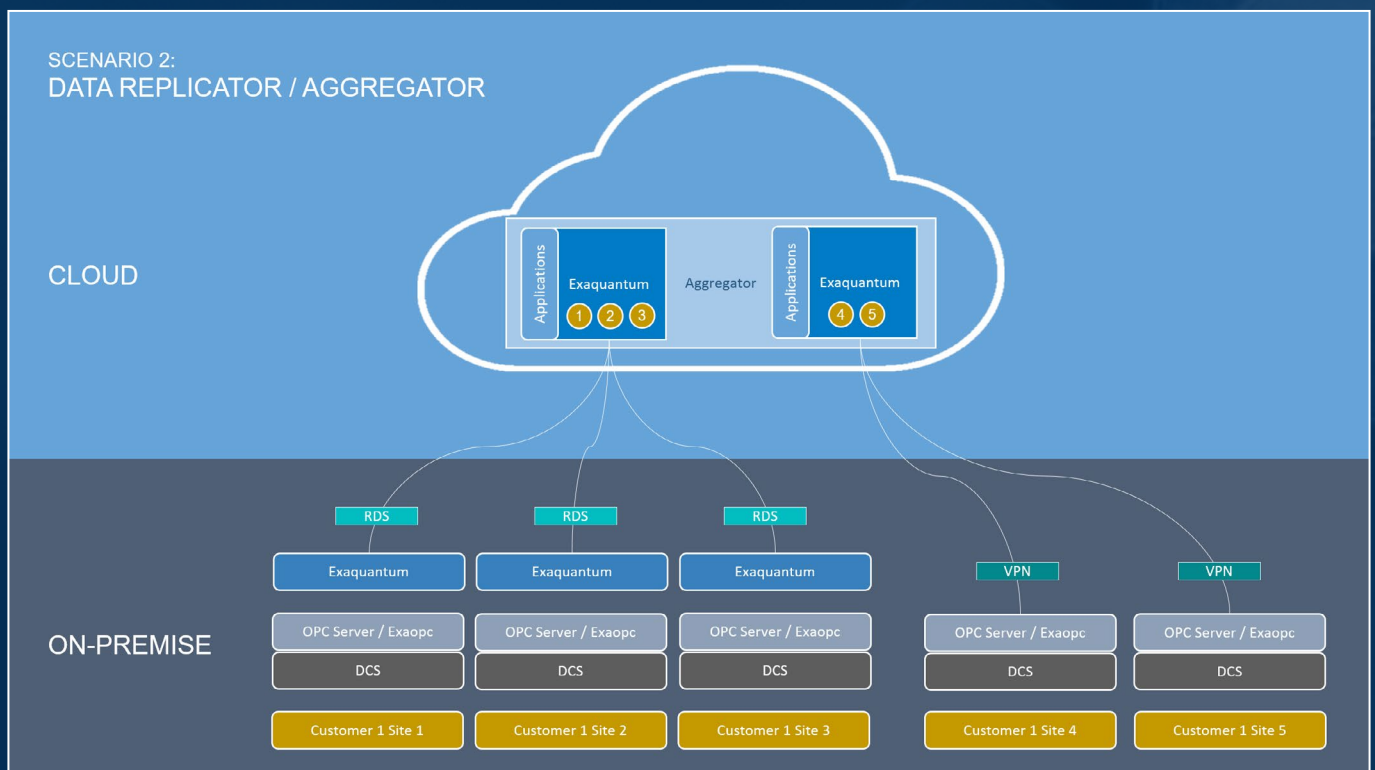 SCENARIO 2:
DATA REPLICATOR / AGGREGATOR
CLOUD
Applications
Exaquantum
1 2 3
Aggregator
Applications
Exaquantum
4 5
RDS RDS RDS
Exaquantum Exaquantum Exaquantum
VPN VPN
ON-PREMISE
OPC Server / Exaopc OPC Server / Exaopc OPC Server / Exaopc OPC Server / Exaopc OPC Server / Exaopc
DCS DCS DCS DCS DCS
Customer 1 Site 1 Customer 1 Site 2 Customer 1 Site 3 Customer 1 Site 4 Customer 1 Site 5